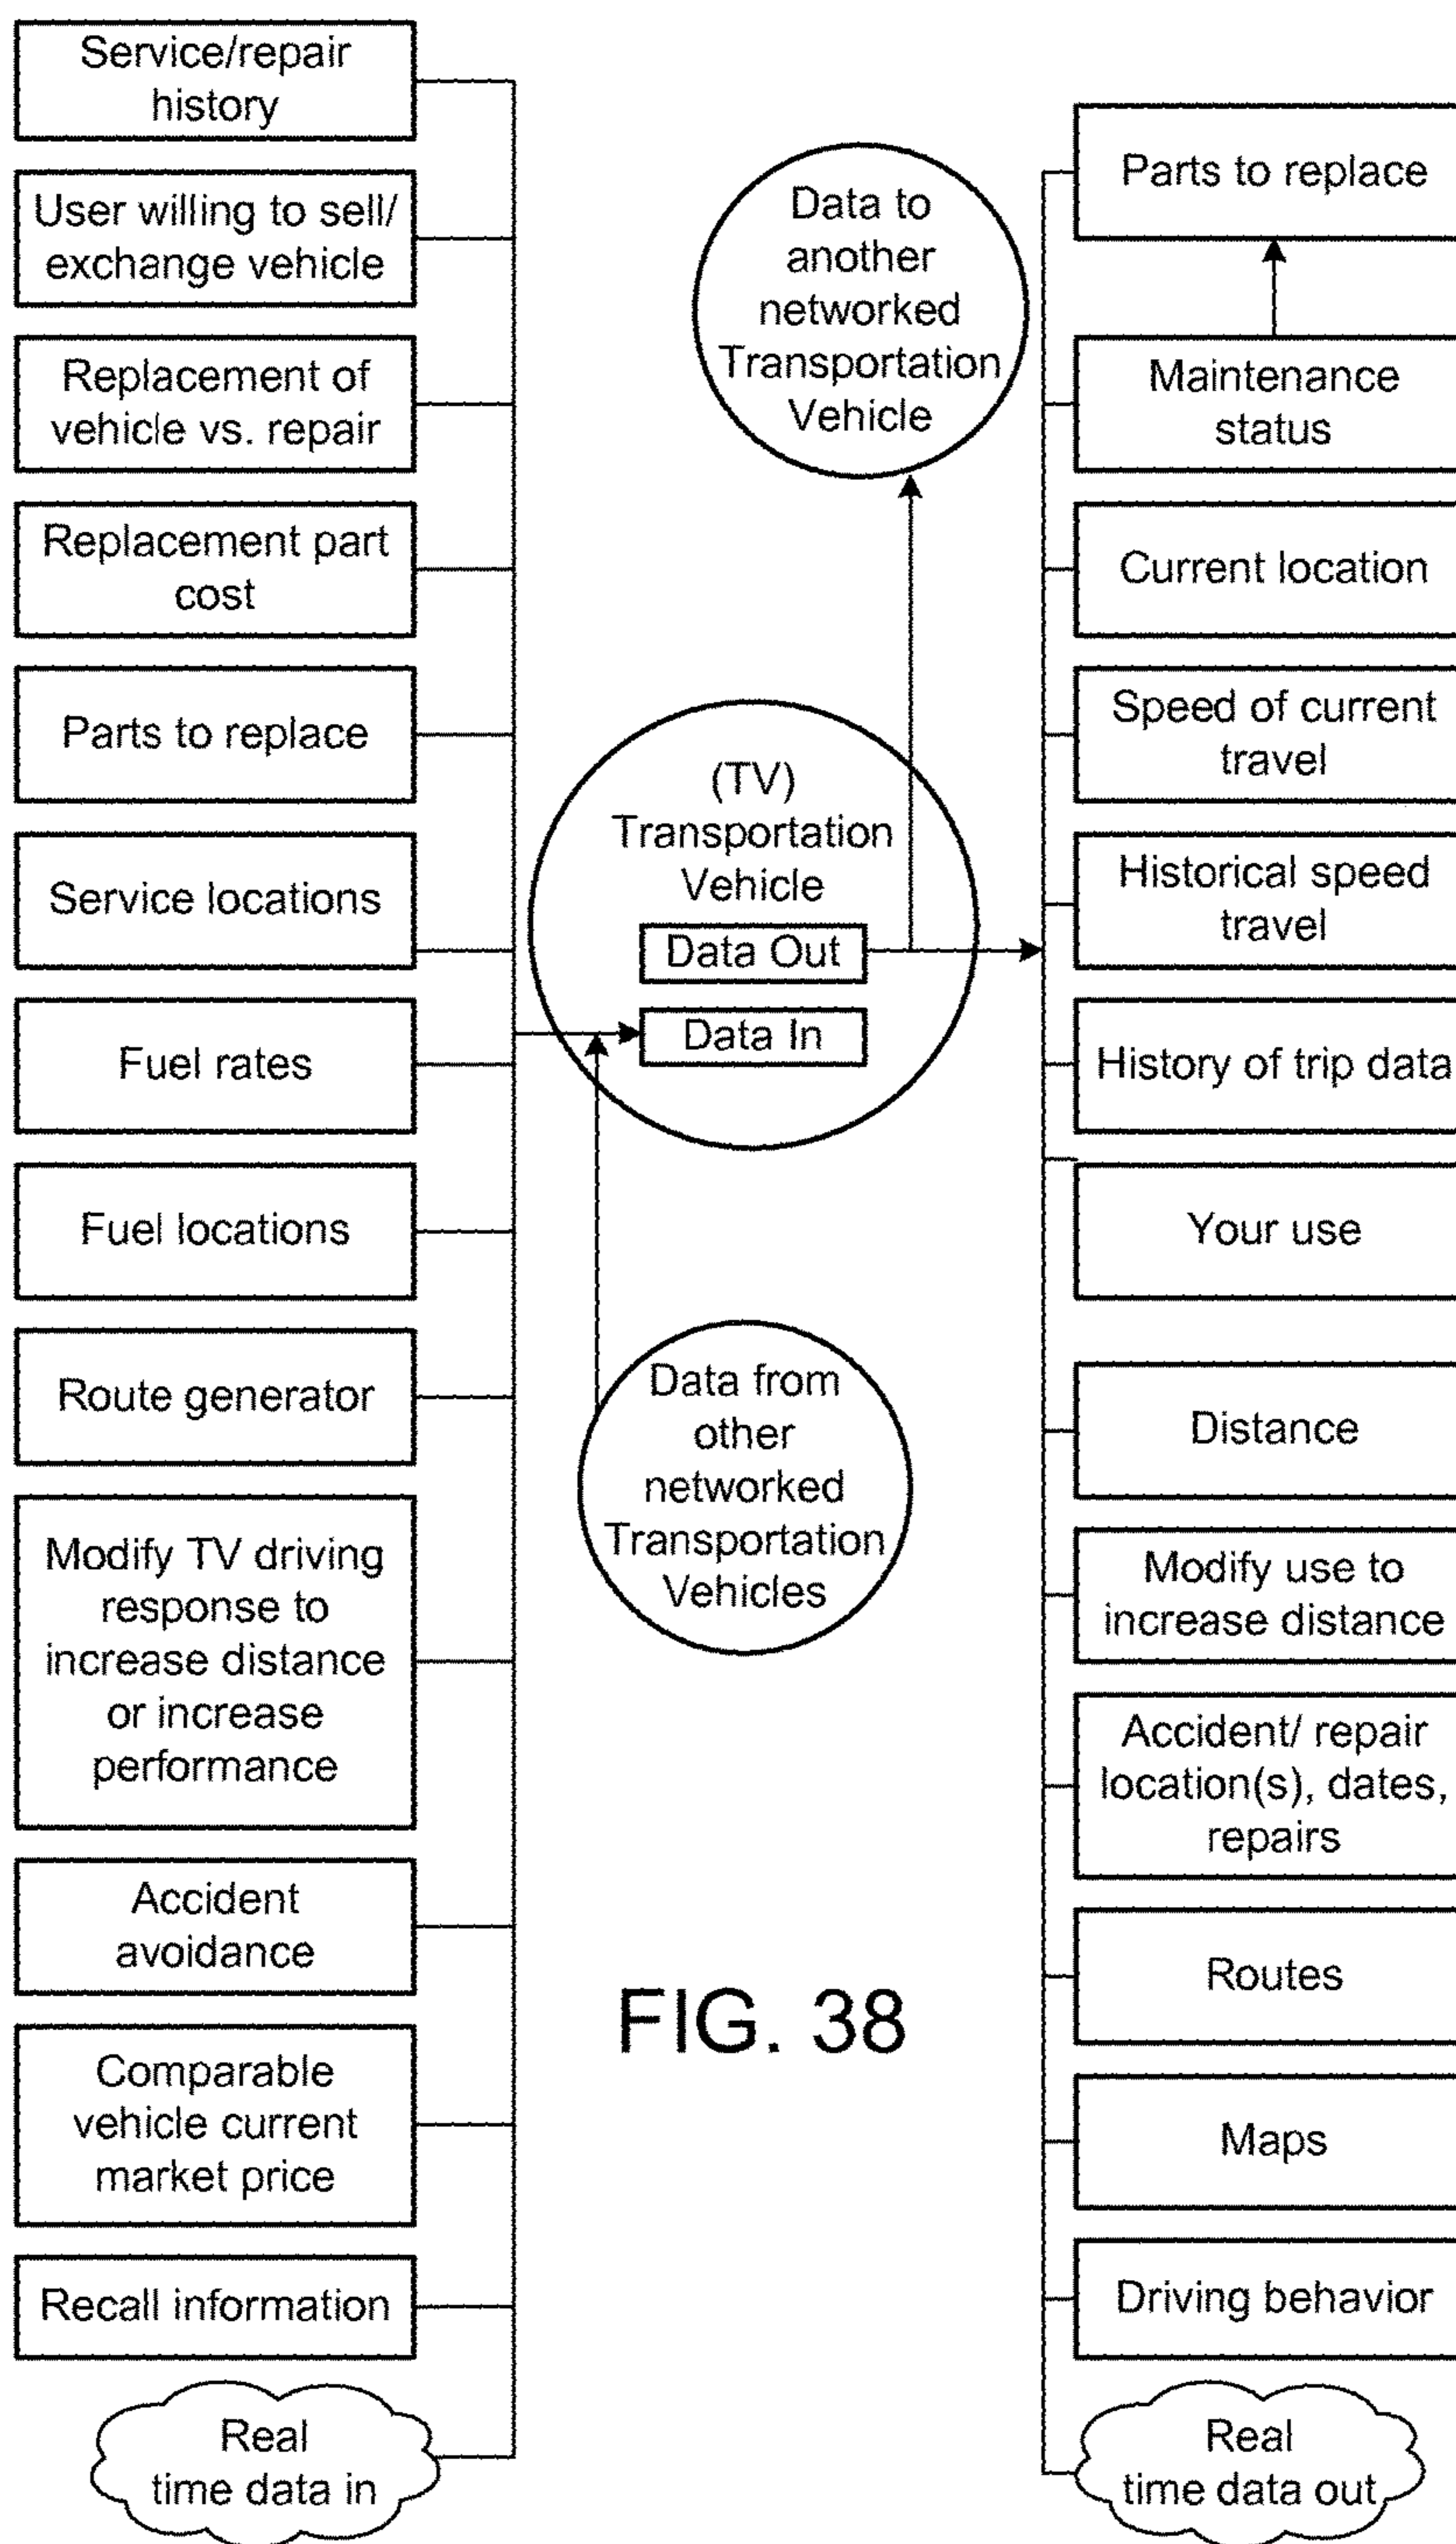 Service/repair
history
User willing to sell/
exchange vehicle
Replacement of
vehicle vs. repair
Replacement part
cost
Parts to replace
Service locations
Fuel rates
Fuel locations
Route generator
Modify TV driving
response to
increase distance
or increase
performance
Accident
avoidance
Comparable
vehicle current
market price
Recall information
Real
time data in
Data to
another
networked
Transportation
Vehicle
(TV)
Transportation
Vehicle
Data Out
Data In
Data from
other
networked
Transportation
Vehicles
FIG. 38
Parts to replace
Maintenance
status
Current location
Speed of current
travel
Historical speed
travel
History of trip data
Your use
Distance
Modify use to
increase distance
Accident/ repair
location(s), dates,
repairs
Routes
Maps
Driving behavior
Real
time data out